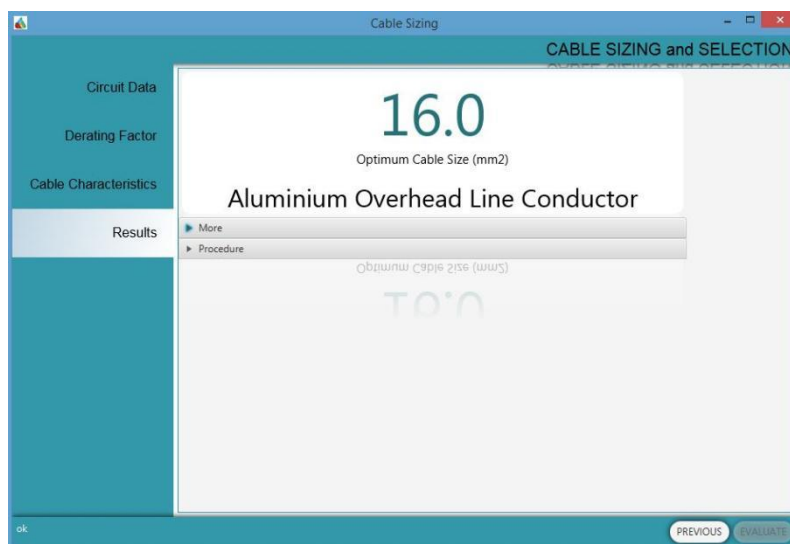 Cable Sizing
CABLE SIZING and SELECTION
Circuit Data
Derating Factor
Cable Characteristics
Results
16.0
Optimum Cable Size (mm2)
Aluminium Overhead Line Conductor
More
Procedure
ok
PREVIOUS
EVALUATE